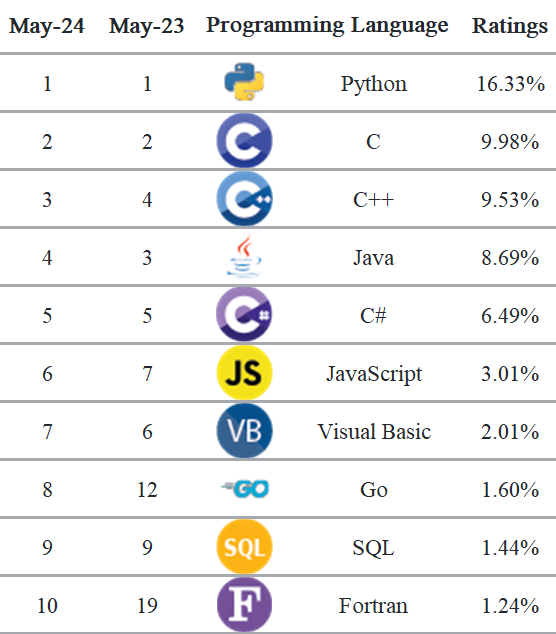 May-24 May-23 Programming Language Ratings
1 1 Python 16.33%
2 2 C C 9.98%
3 4 C++ C++ 9.53%
4 3 Java Java 8.69%
5 5 C# C# 6.49%
6 7 JS JavaScript 3.01%
7 6 VB Visual Basic 2.01%
8 12 GO Go 1.60%
9 9 SQL SQL 1.44%
10 19 F Fortran 1.24%